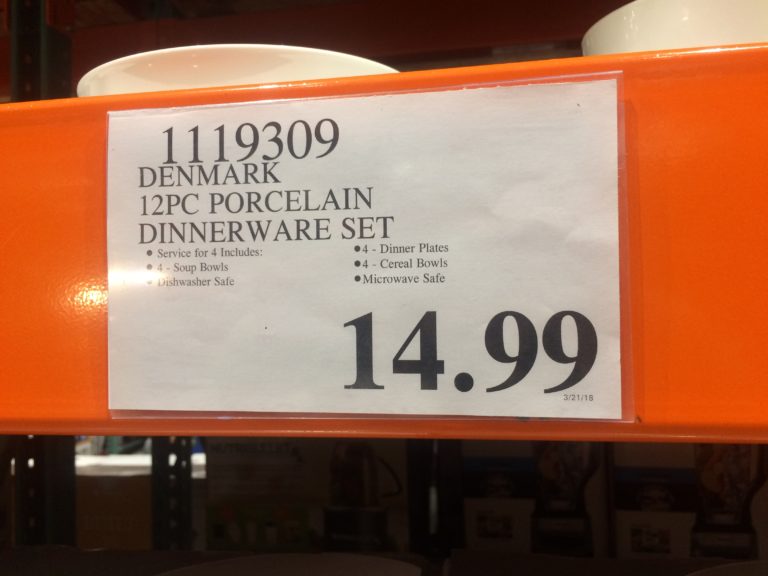 1119309
DENMARK
12PC PORCELAIN
DINNERWARE SET
• Service for 4 Includes:
• 4 - Soup Bowls
• Dishwasher Safe
• 4 - Dinner Plates
• 4 - Cereal Bowls
• Microwave Safe
14.99
3/21/18